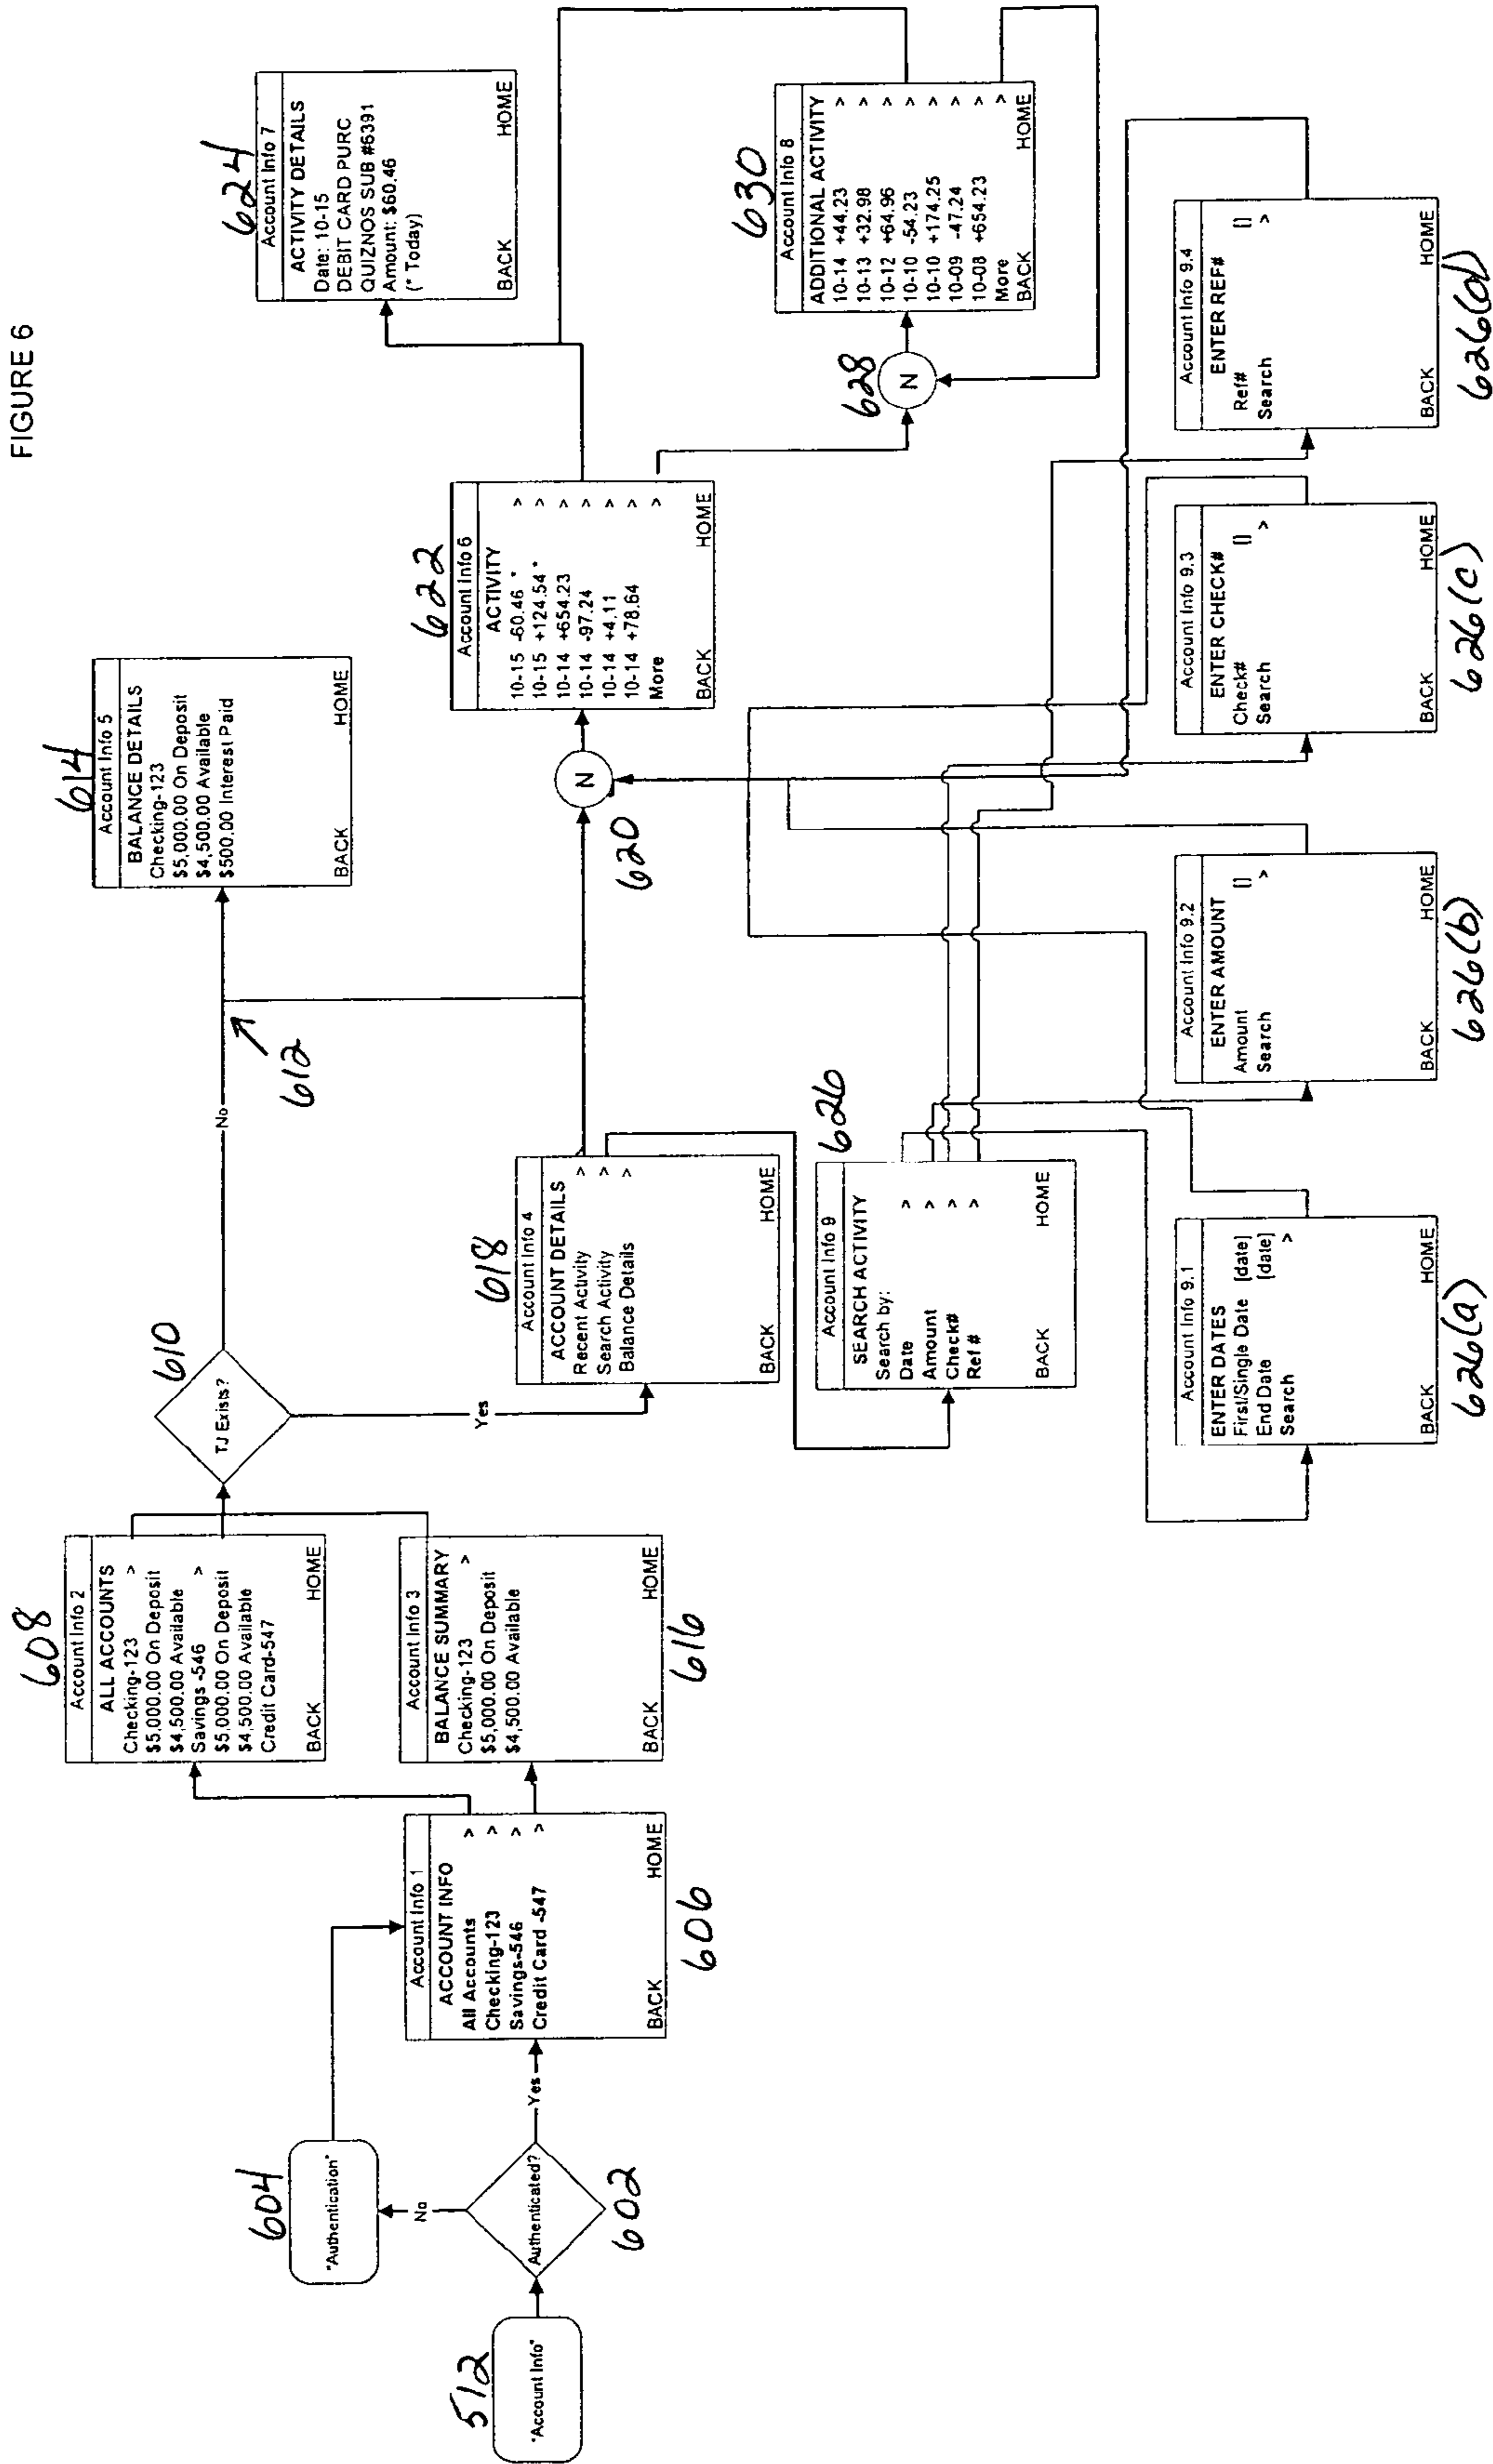 FIGURE 6
512
"Account Info"
602
Authenticated?
No
Yes
604
"Authentication"
606
Account Info 1
ACCOUNT INFO
All Accounts >
Checking-123 >
Savings-546 >
Credit Card -547 >
BACK HOME
608
Account Info 2
ALL ACCOUNTS
Checking-123 >
$5,000.00 On Deposit
$4,500.00 Available
Savings -546 >
$5,000.00 On Deposit
$4,500.00 Available
Credit Card-547
BACK HOME
616
Account Info 3
BALANCE SUMMARY
Checking-123 >
$5,000.00 On Deposit
$4,500.00 Available
BACK HOME
610
TJ Exists?
No
Yes
612
614
Account Info 5
BALANCE DETAILS
Checking-123
$5,000.00 On Deposit
$4,500.00 Available
$500.00 Interest Paid
BACK HOME
618
Account Info 4
ACCOUNT DETAILS
Recent Activity >
Search Activity >
Balance Details >
BACK HOME
620
N
622
Account Info 6
ACTIVITY
10-15 -60.46 * >
10-15 +124.54 * >
10-14 +654.23 >
10-14 -97.24 >
10-14 +4.11 >
10-14 +78.64 >
More >
BACK HOME
624
Account Info 7
ACTIVITY DETAILS
Date: 10-15
DEBIT CARD PURC
QUIZNOS SUB #6391
Amount: $60.46
(* Today)
BACK HOME
628
N
630
Account Info 8
ADDITIONAL ACTIVITY
10-14 +44.23 >
10-13 +32.98 >
10-12 +64.96 >
10-10 -54.23 >
10-10 +174.25 >
10-09 -47.24 >
10-08 +654.23 >
More >
BACK HOME
626
Account Info 9
SEARCH ACTIVITY
Search by:
Date >
Amount >
Check# >
Ref # >
BACK HOME
626(a)
Account Info 9.1
ENTER DATES
First/Single Date [date]
End Date [date]
Search >
BACK HOME
626(b)
Account Info 9.2
ENTER AMOUNT
Amount []
Search >
BACK HOME
626(c)
Account Info 9.3
ENTER CHECK#
Check# []
Search >
BACK HOME
626(d)
Account Info 9.4
ENTER REF#
Ref# []
Search >
BACK HOME